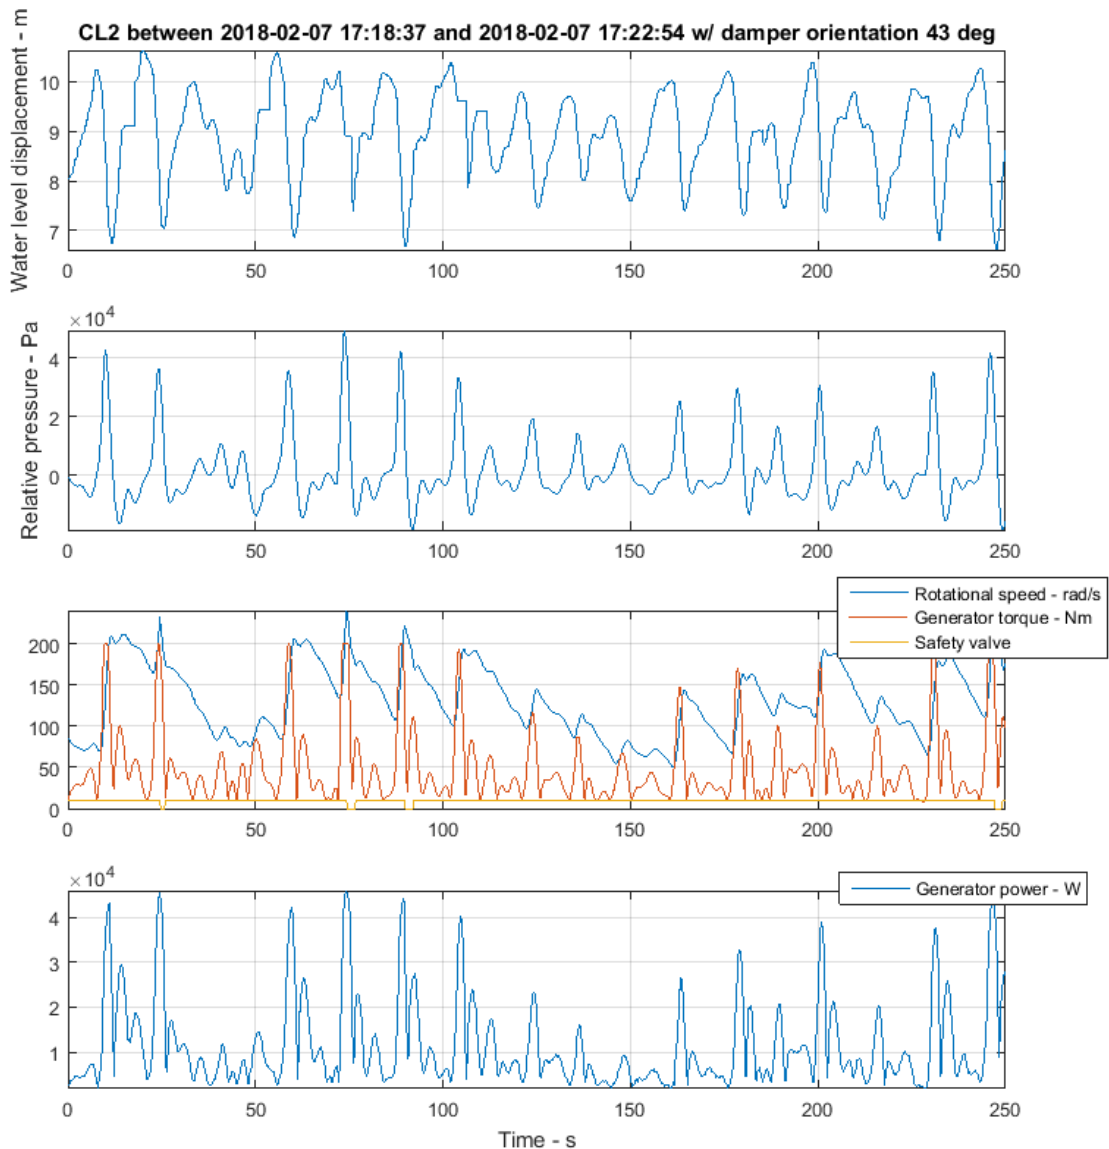 CL2 between 2018-02-07 17:18:37 and 2018-02-07 17:22:54 w/ damper orientation 43 deg
Water level displacement - m
10
9
8
7
0 50 100 150 200 250
× 10^4
Relative pressure - Pa
4
2
0
0 50 100 150 200 250
Rotational speed - rad/s
Generator torque - Nm
Safety valve
200
150
100
50
0
0 50 100 150 200 250
× 10^4
Generator power - W
4
3
2
1
0 50 100 150 200 250
Time - s